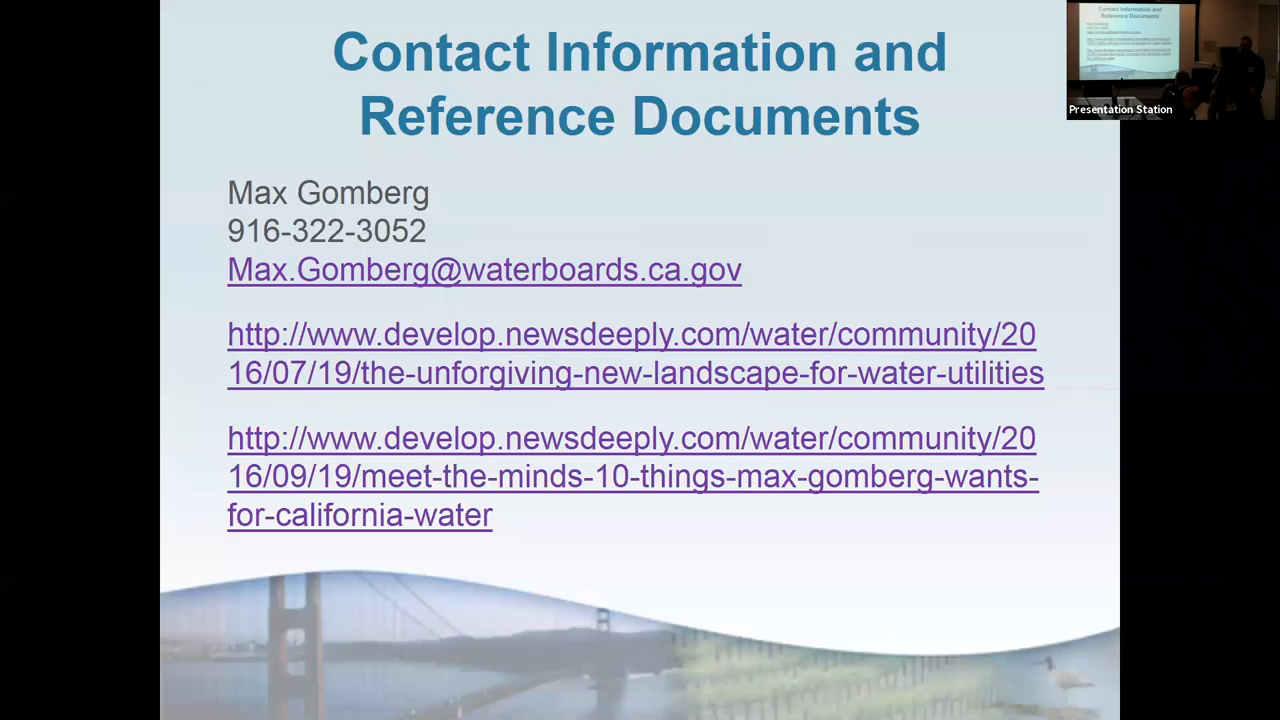 Contact Information and
Reference Documents
Presentation Station
Max Gomberg
916-322-3052
Max.Gomberg@waterboards.ca.gov
http://www.develop.newsdeeply.com/water/community/20
16/07/19/the-unforgiving-new-landscape-for-water-utilities
http://www.develop.newsdeeply.com/water/community/20
16/09/19/meet-the-minds-10-things-max-gomberg-wants-
for-california-water